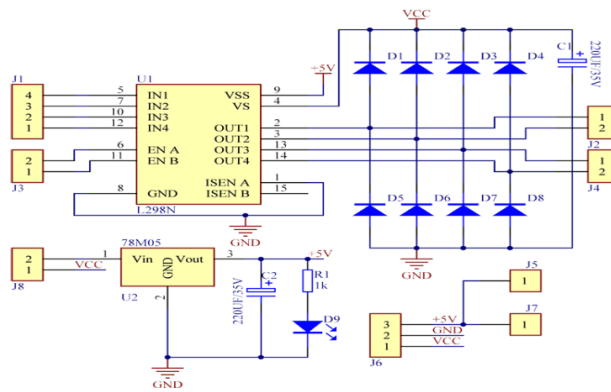 VCC
J1
U1
+5V
D1 D2 D3 D4
C1
220UF/35V
4 5 IN1 VSS 9
3 7 IN2 VS 4
2 10 IN3
1 12 IN4 OUT1 2 1
OUT2 3 2
2 6 EN A OUT3 13 J2
1 11 EN B OUT4 14 1
J3 2
J4
ISEN A 1
8 GND ISEN B 15
L298N
D5 D6 D7 D8
GND
GND
78M05
2 1 Vin GND Vout 3 +5V
1 VCC
J8
U2 2
C2
220UF/35V
R1
1k
D9
GND
J5
1
J7
1
3 +5V
2 GND
1 VCC
J6